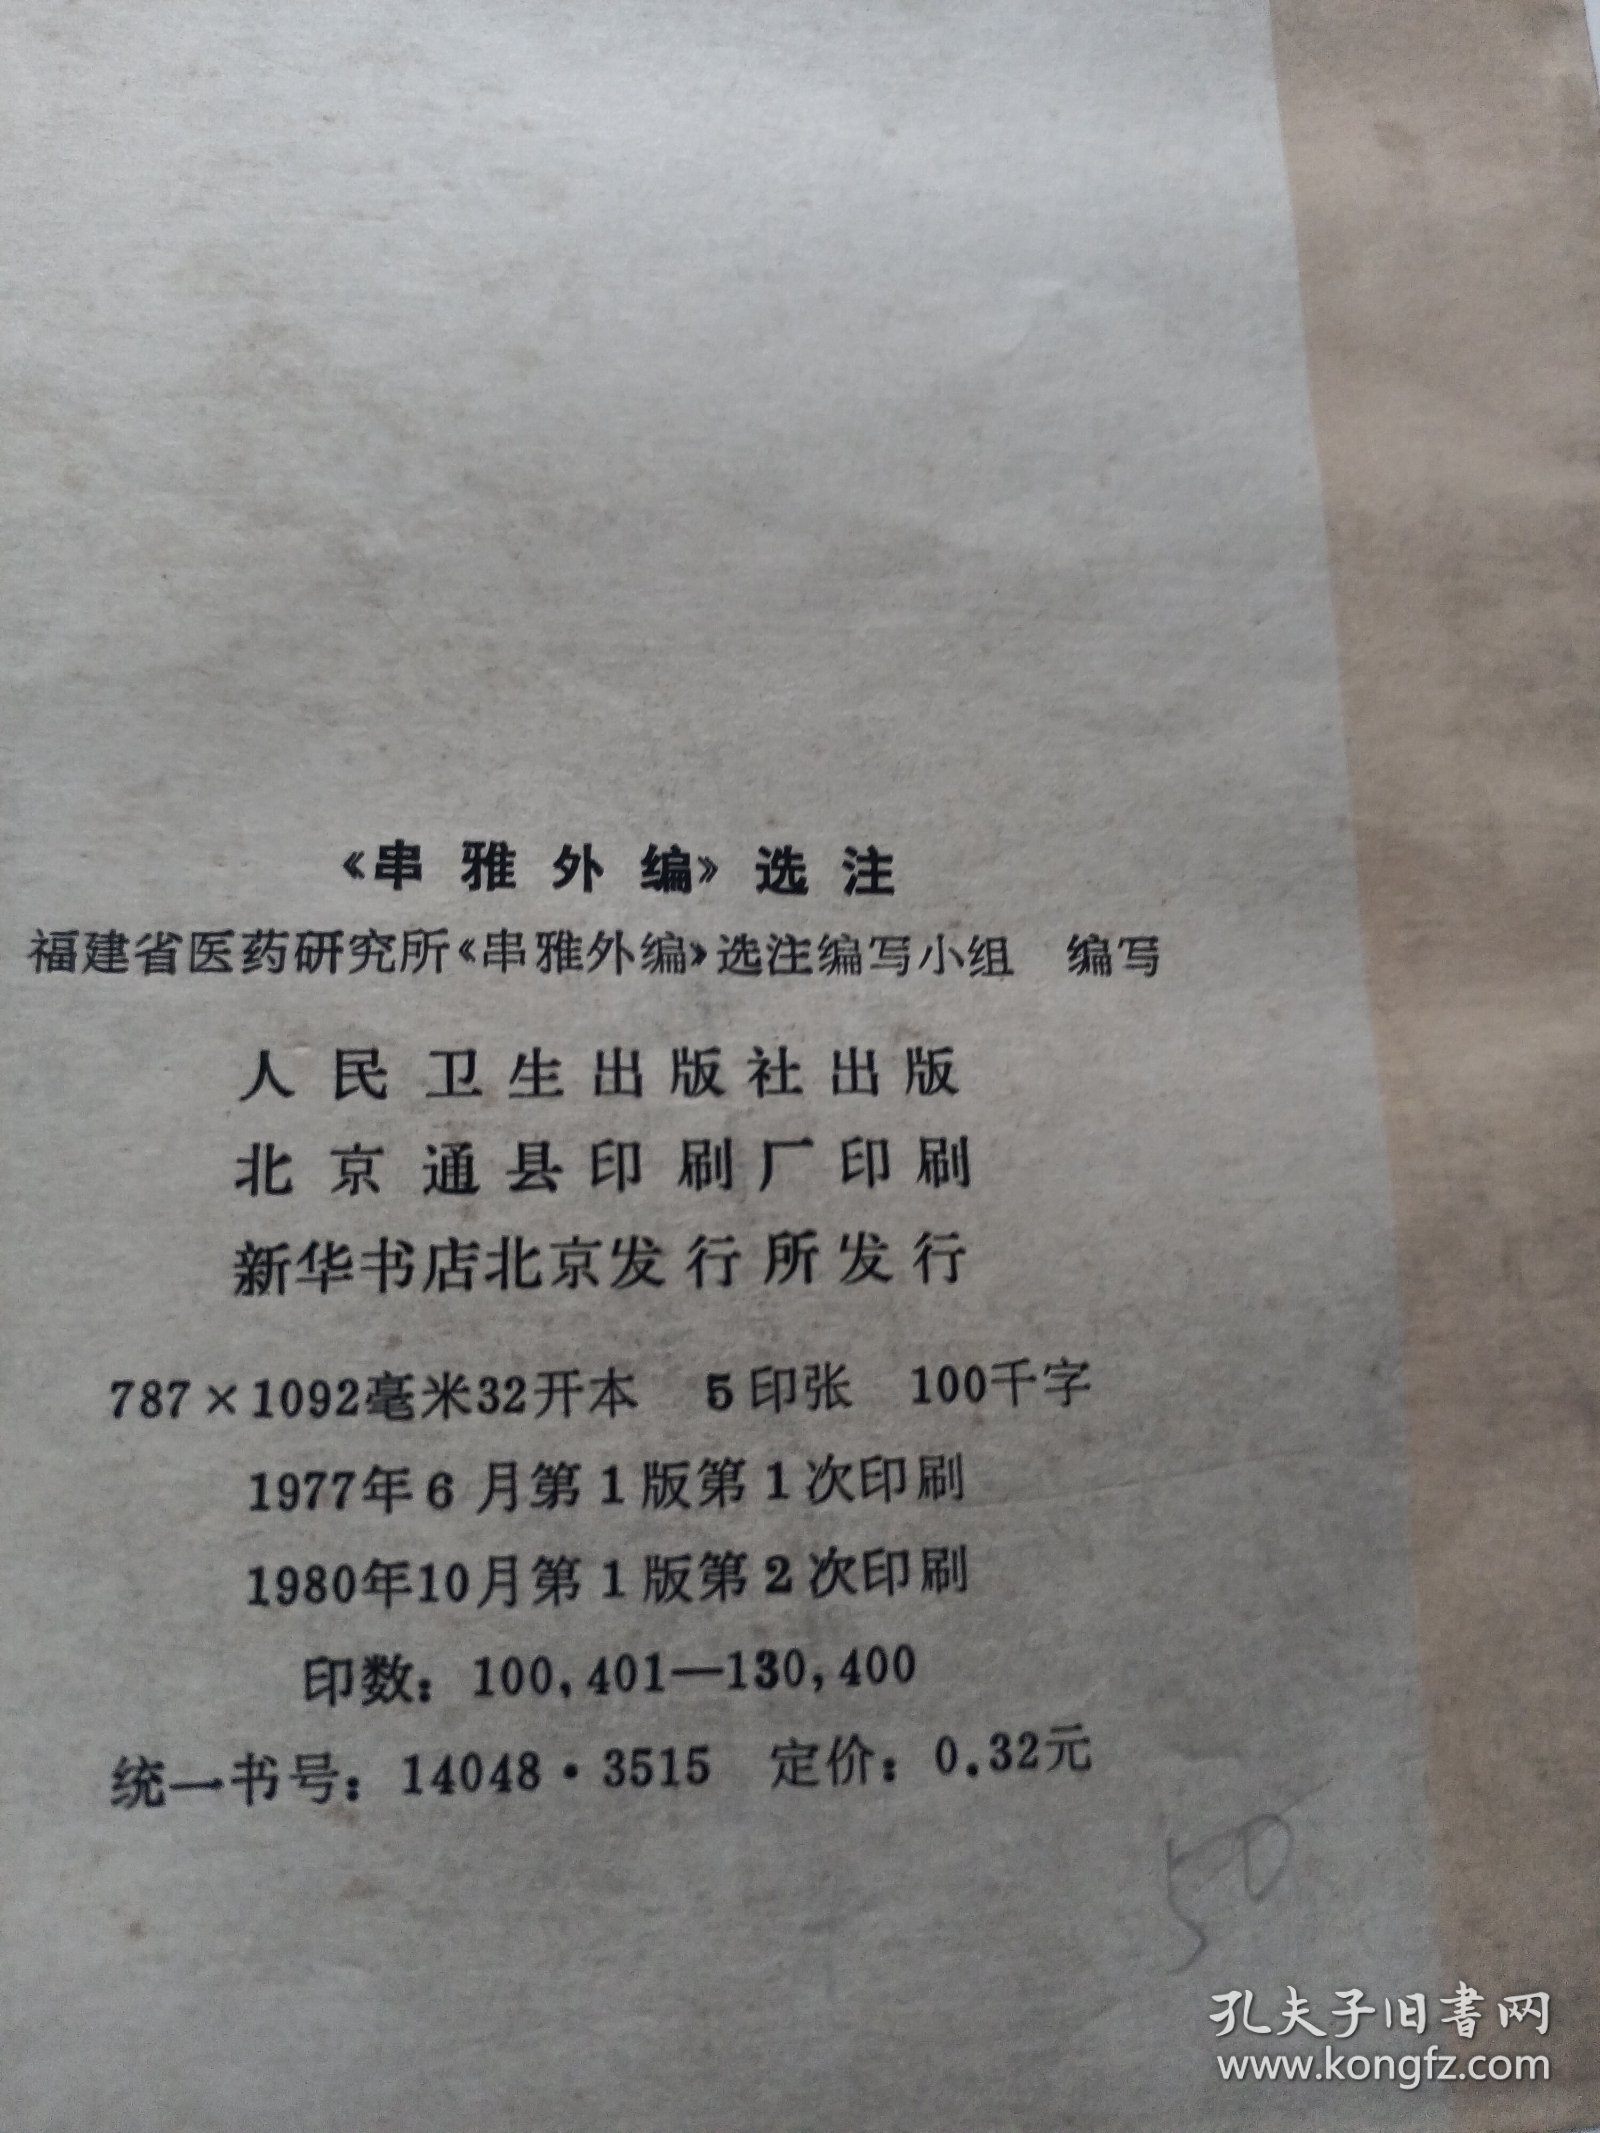 《串雅外编》选注
福建省医药研究所《串雅外编》选注编写小组 编写
人民卫生出版社出版
北京通县印刷厂印刷
新华书店北京发行所发行
787×1092毫米32开本 5印张 100千字
1977年6月第1版第1次印刷
1980年10月第1版第2次印刷
印数：100,401—130,400
统一书号：14048·3515 定价：0.32元
50
孔夫子旧书网
www.kongfz.com